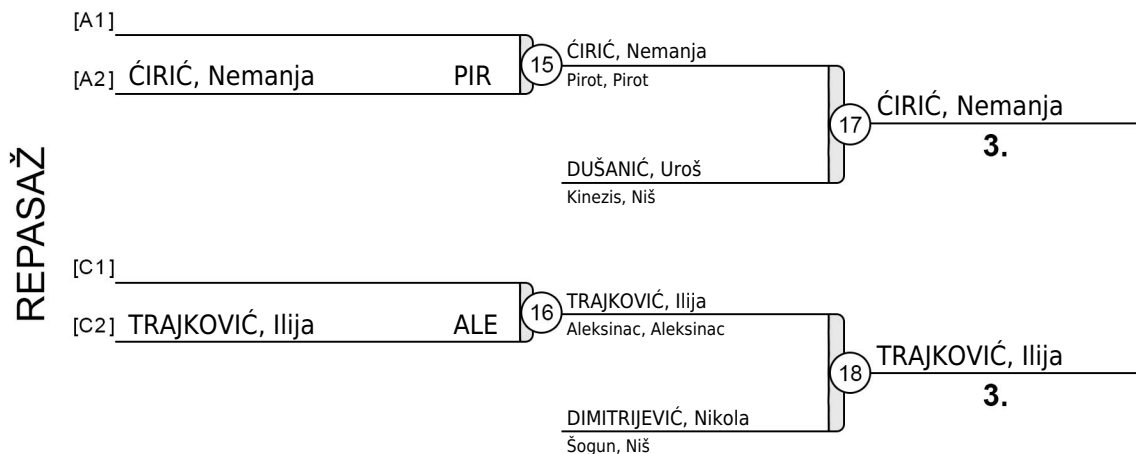 REPASAŽ
[A1]
[A2] ĆIRIĆ, Nemanja PIR
15
ĆIRIĆ, Nemanja
Pirot, Pirot
17
ĆIRIĆ, Nemanja
3.
DUŠANIĆ, Uroš
Kinezis, Niš
[C1]
[C2] TRAJKOVIĆ, Ilija ALE
16
TRAJKOVIĆ, Ilija
Aleksinac, Aleksinac
18
TRAJKOVIĆ, Ilija
3.
DIMITRIJEVIĆ, Nikola
Šogun, Niš